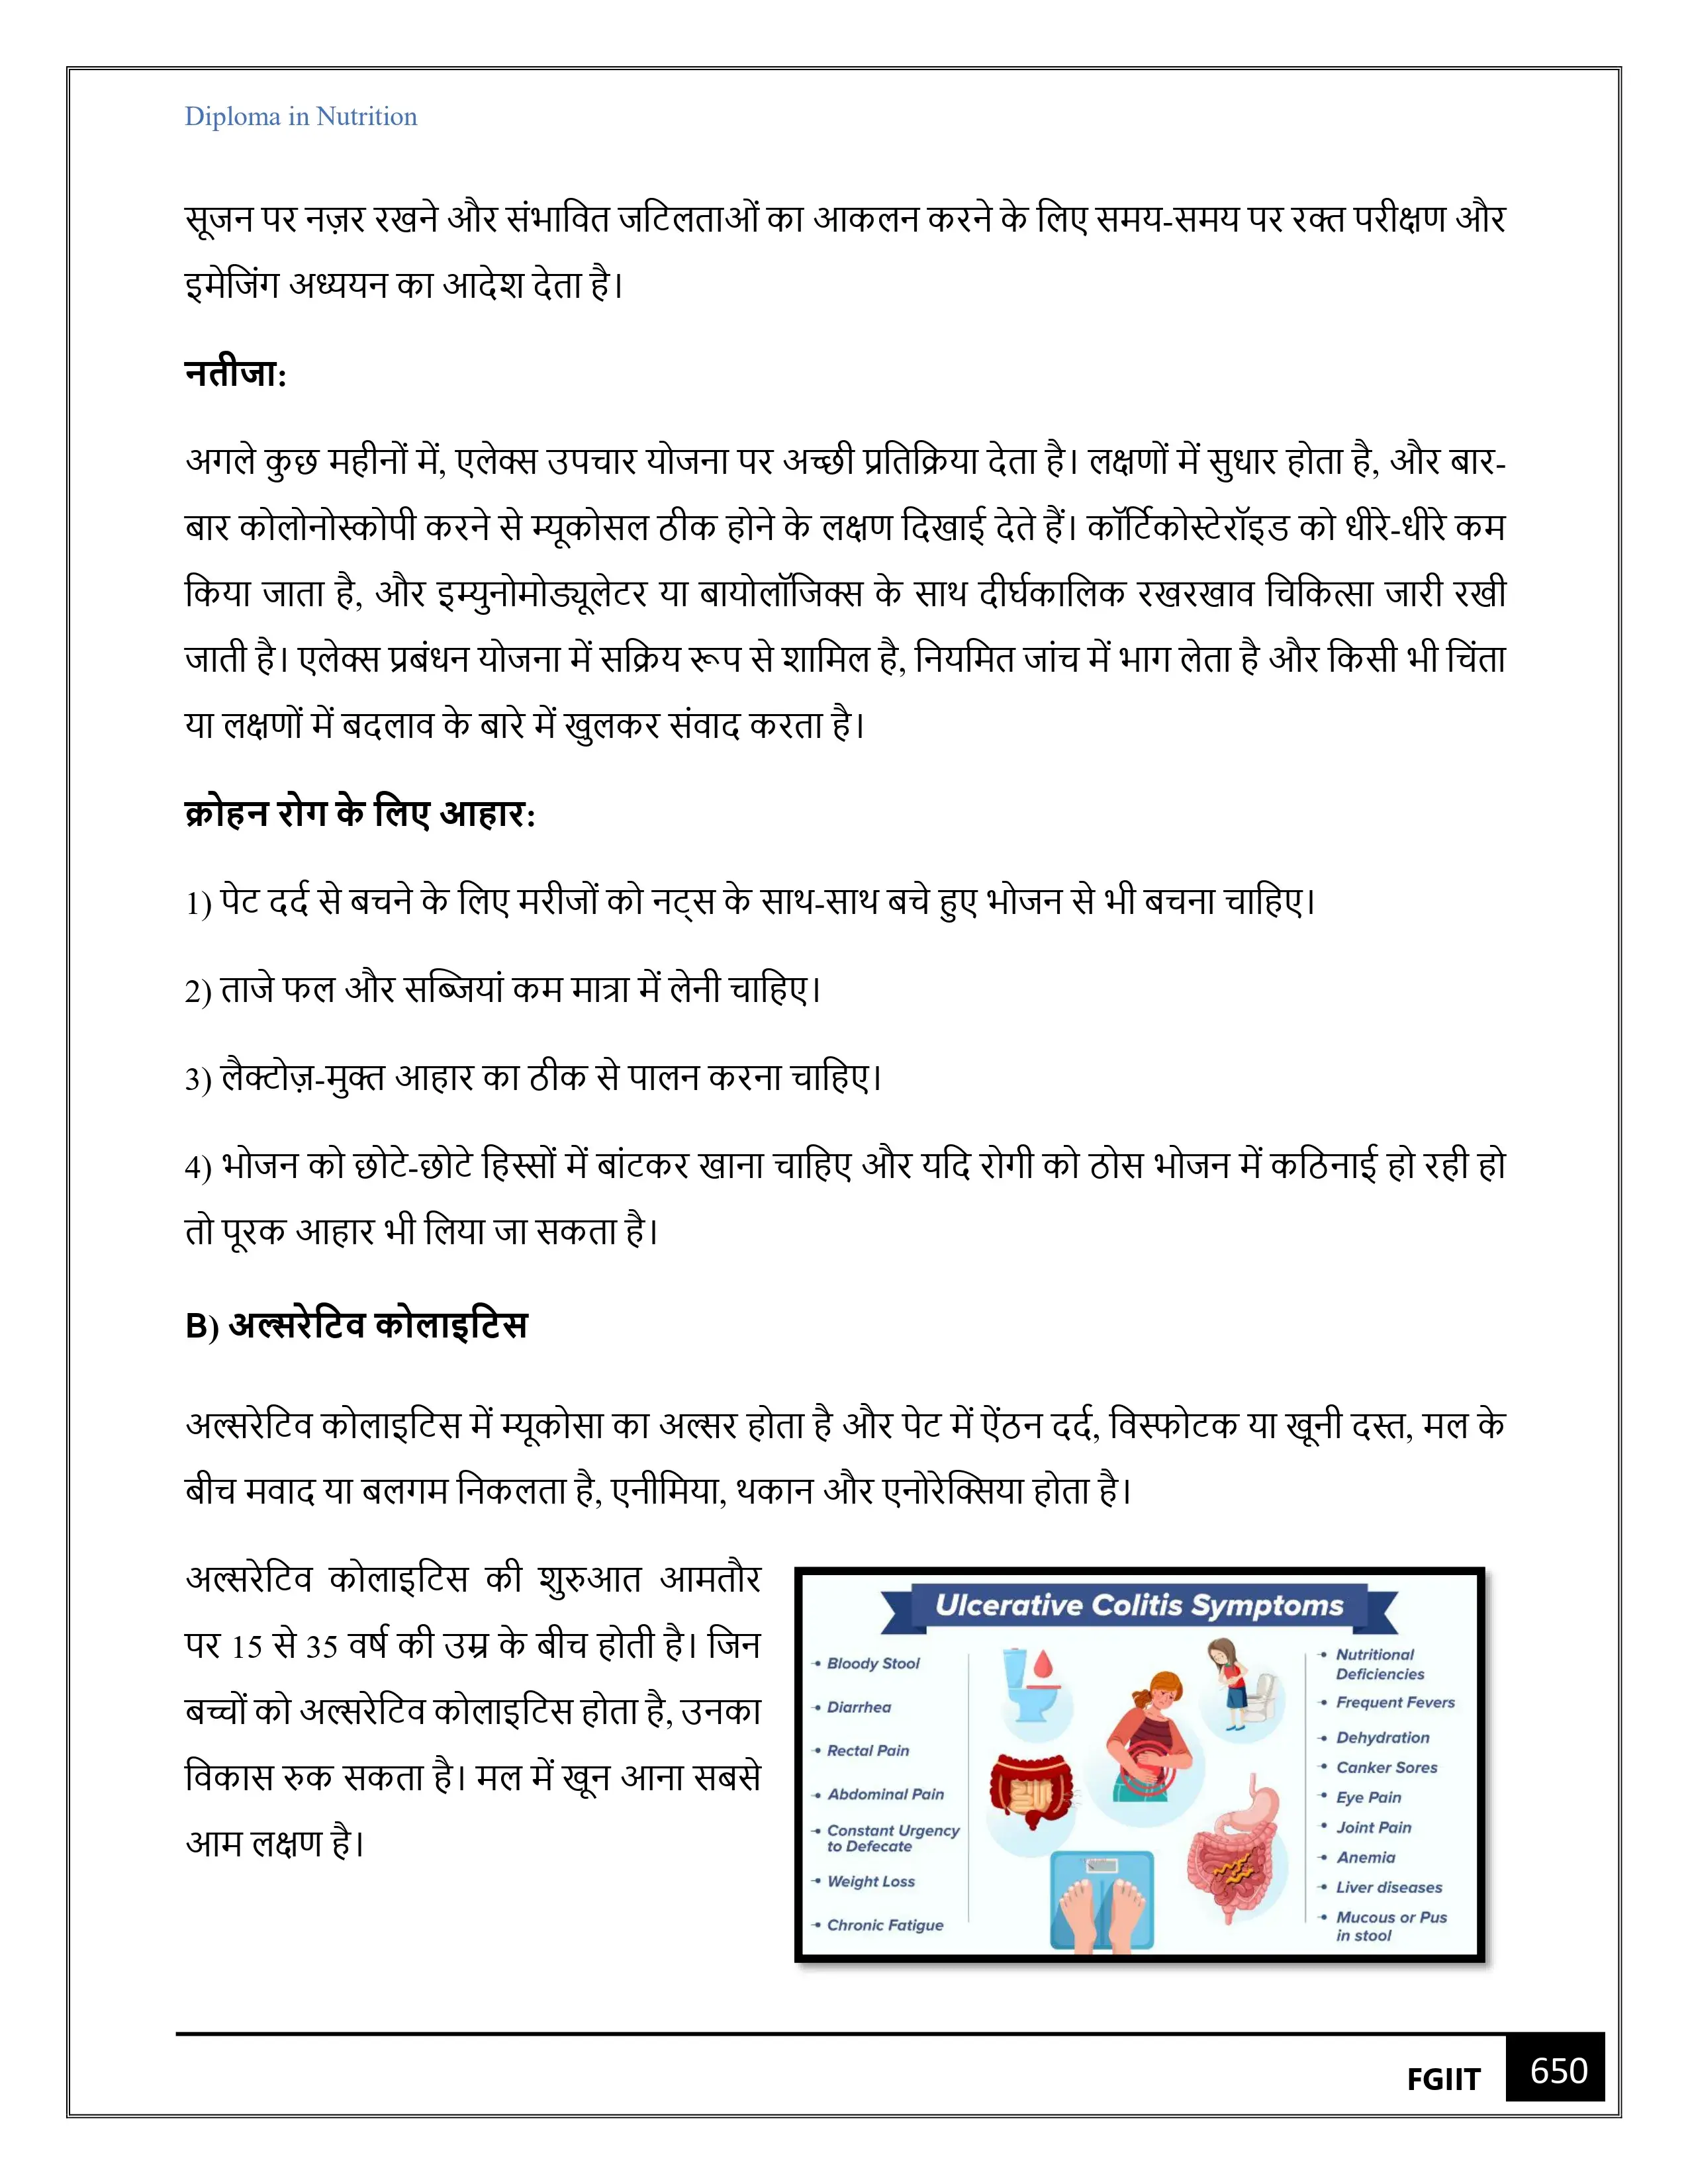 Diploma in Nutrition
सूजन पर नज़र रखने और संभावित जटिलताओं का आकलन करने के लिए समय-समय पर रक्त परीक्षण और
इमेजिंग अध्ययन का आदेश देता है।
नतीजा:
अगले कुछ महीनों में, एलेक्स उपचार योजना पर अच्छी प्रतिक्रिया देता है। लक्षणों में सुधार होता है, और बार-
बार कोलोनोस्कोपी करने से म्यूकोसल ठीक होने के लक्षण दिखाई देते हैं। कॉर्टिकोस्टेरॉइड को धीरे-धीरे कम
किया जाता है, और इम्युनोमोड्यूलेटर या बायोलॉजिक्स के साथ दीर्घकालिक रखरखाव चिकित्सा जारी रखी
जाती है। एलेक्स प्रबंधन योजना में सक्रिय रूप से शामिल है, नियमित जांच में भाग लेता है और किसी भी चिंता
या लक्षणों में बदलाव के बारे में खुलकर संवाद करता है।
क्रोहन रोग के लिए आहार:
1) पेट दर्द से बचने के लिए मरीजों को नट्स के साथ-साथ बचे हुए भोजन से भी बचना चाहिए।
2) ताजे फल और सब्जियां कम मात्रा में लेनी चाहिए।
3) लैक्टोज़-मुक्त आहार का ठीक से पालन करना चाहिए।
4) भोजन को छोटे-छोटे हिस्सों में बांटकर खाना चाहिए और यदि रोगी को ठोस भोजन में कठिनाई हो रही हो
तो पूरक आहार भी लिया जा सकता है।
B) अल्सरेटिव कोलाइटिस
अल्सरेटिव कोलाइटिस में म्यूकोसा का अल्सर होता है और पेट में ऐंठन दर्द, विस्फोटक या खूनी दस्त, मल के
बीच मवाद या बलगम निकलता है, एनीमिया, थकान और एनोरेक्सिया होता है।
अल्सरेटिव कोलाइटिस की शुरुआत आमतौर
पर 15 से 35 वर्ष की उम्र के बीच होती है। जिन
बच्चों को अल्सरेटिव कोलाइटिस होता है, उनका
विकास रुक सकता है। मल में खून आना सबसे
आम लक्षण है।
Ulcerative Colitis Symptoms
Bloody Stool
Diarrhea
Rectal Pain
Abdominal Pain
Constant Urgency
to Defecate
Weight Loss
Chronic Fatigue
Nutritional
Deficiencies
Frequent Fevers
Dehydration
Canker Sores
Eye Pain
Joint Pain
Anemia
Liver diseases
Mucous or Pus
in stool
FGIIT 650